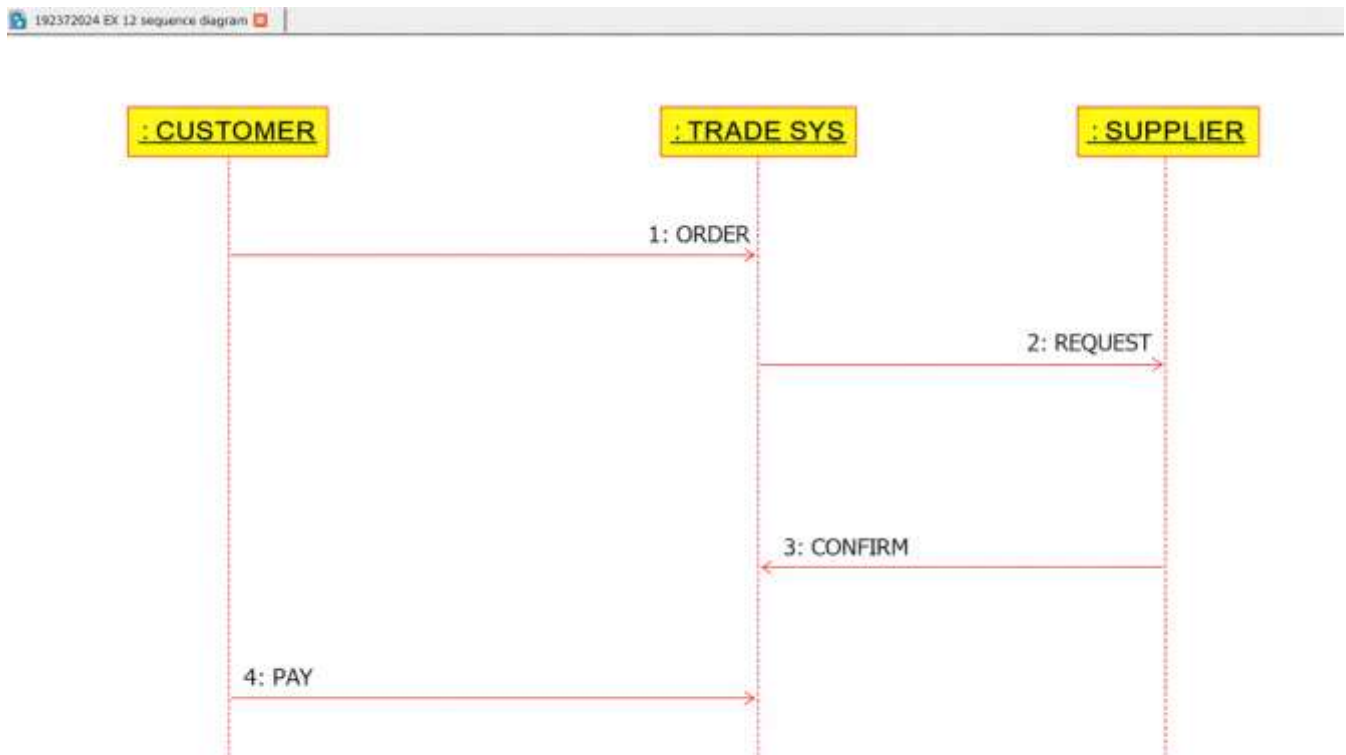 192372024 EX 12 sequence diagram
: CUSTOMER
: TRADE SYS
: SUPPLIER
1: ORDER
2: REQUEST
3: CONFIRM
4: PAY